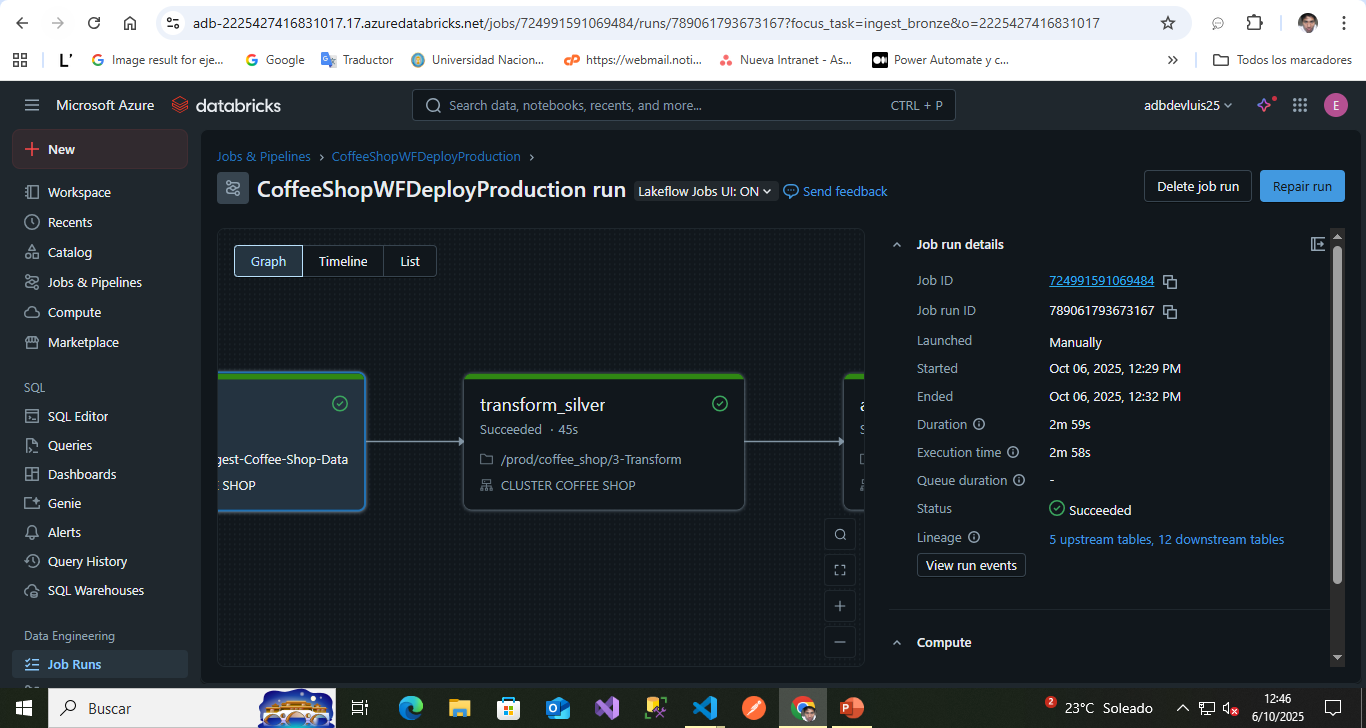 adb-2225427416831017.17.azuredatabricks.net/jobs/724991591069484/runs/789061793673167?focus_task=ingest_bronze&o=2225427416831017
L' Image result for eje... Google Traductor Universidad Nacion... https://webmail.noti... Nueva Intranet - As... Power Automate y c... » Todos los marcadores
Microsoft Azure databricks Search data, notebooks, recents, and more... CTRL + P adbdevluis25 E
New
Workspace
Recents
Catalog
Jobs & Pipelines
Compute
Marketplace
SQL
SQL Editor
Queries
Dashboards
Genie
Alerts
Query History
SQL Warehouses
Data Engineering
Job Runs
Jobs & Pipelines › CoffeeShopWFDeployProduction ›
CoffeeShopWFDeployProduction run Lakeflow Jobs UI: ON Send feedback Delete job run Repair run
Graph Timeline List
gest-Coffee-Shop-Data
SHOP
transform_silver
Succeeded · 45s
/prod/coffee_shop/3-Transform
CLUSTER COFFEE SHOP
Job run details
Job ID 724991591069484
Job run ID 789061793673167
Launched Manually
Started Oct 06, 2025, 12:29 PM
Ended Oct 06, 2025, 12:32 PM
Duration 2m 59s
Execution time 2m 58s
Queue duration -
Status Succeeded
Lineage 5 upstream tables, 12 downstream tables
View run events
Compute
Buscar 2 23°C Soleado 12:46
6/10/2025